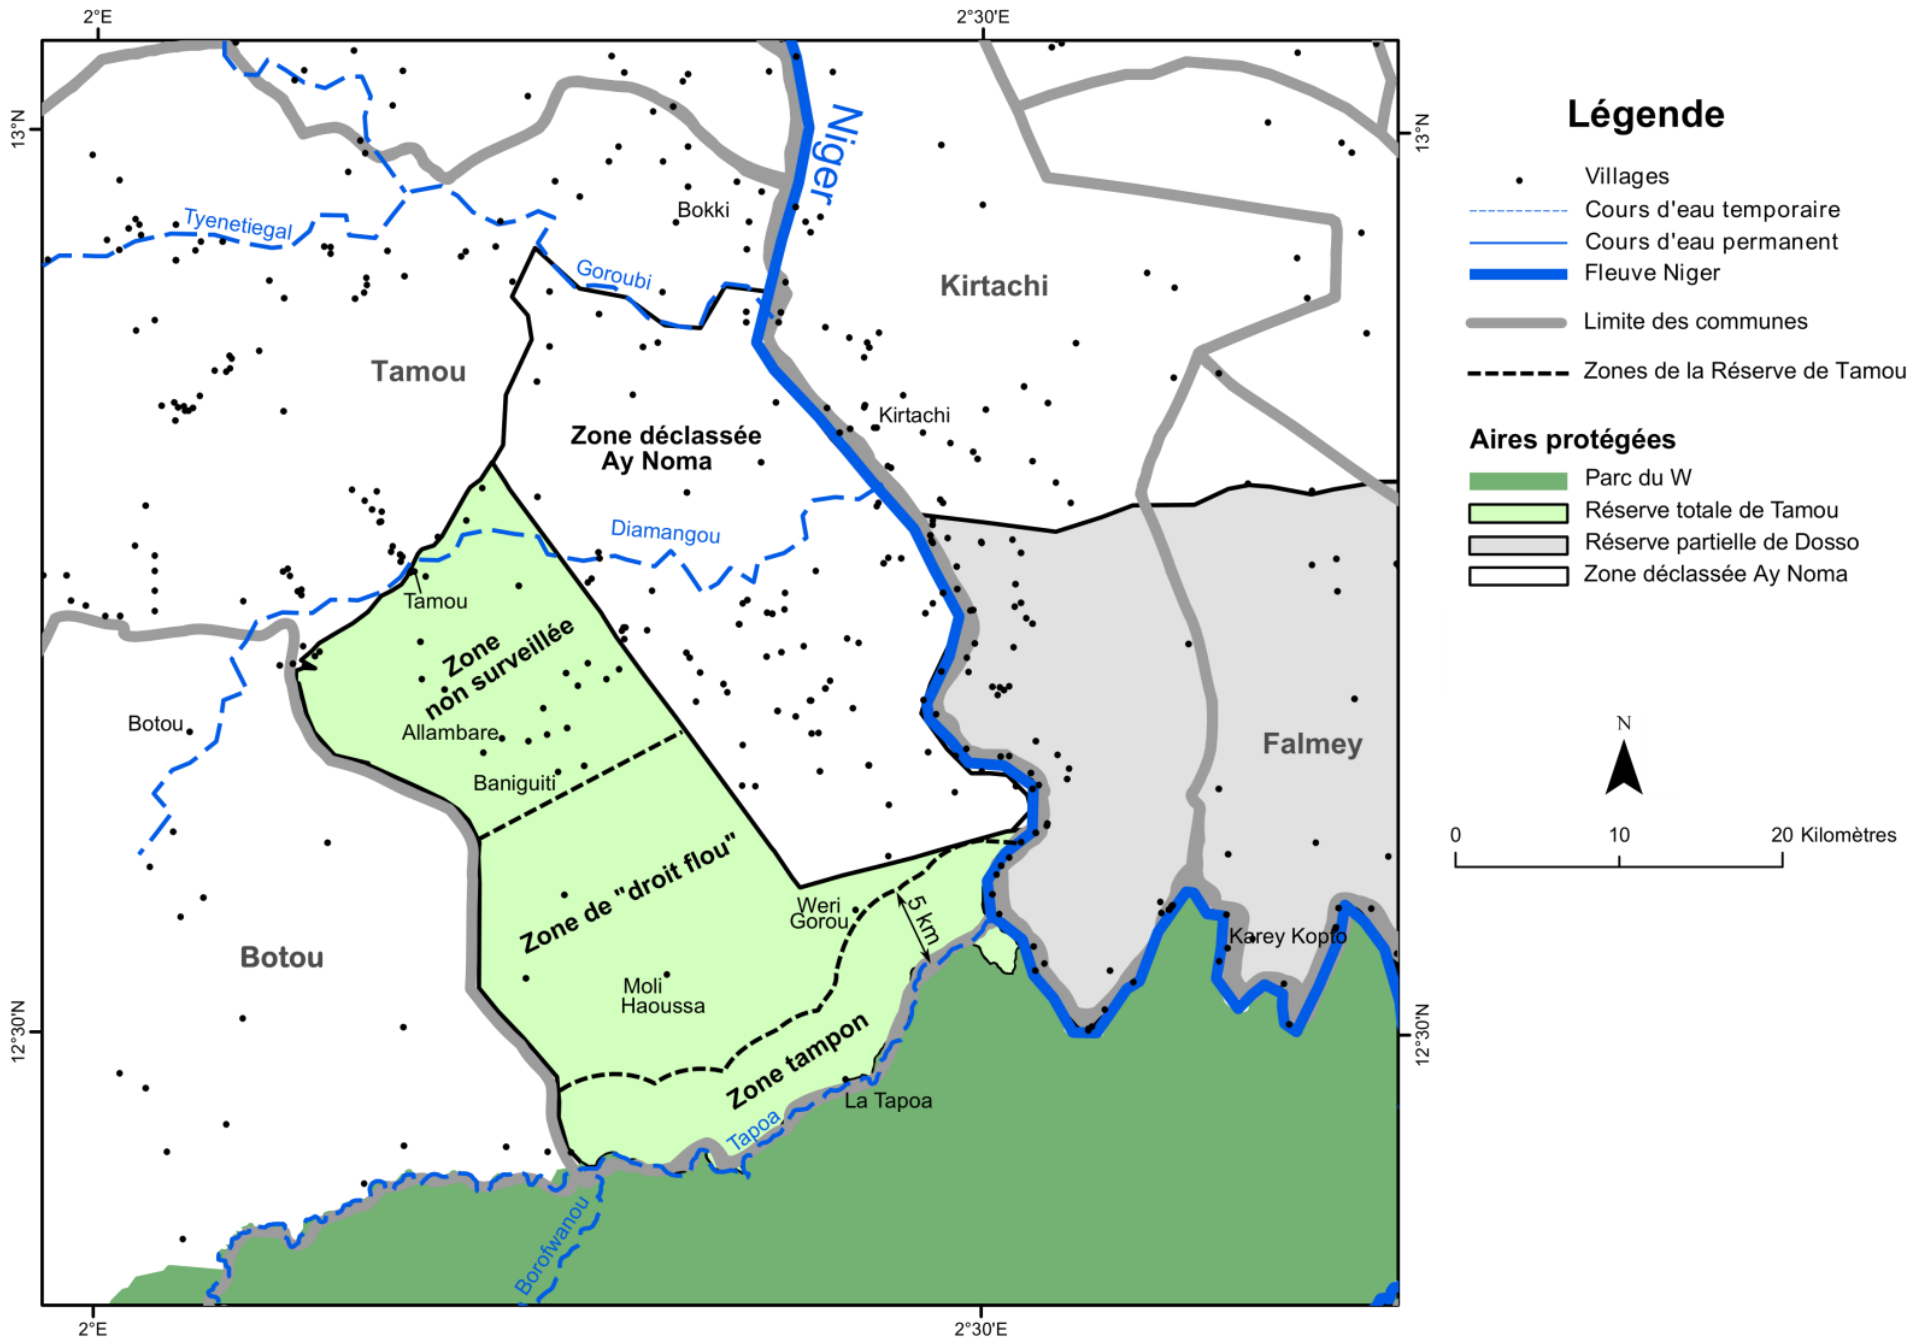 2°E
2°30'E
13°N
13°N
Niger
Bokki
Tyenetiegal
Goroubi
Kirtachi
Tamou
Kirtachi
Zone déclassée
Ay Noma
Diamangou
Tamou
Zone
non surveillée
Botou
Allambare
Falmey
Baniguiti
Zone de "droit flou"
Weri
Gorou
5 km
Karey Kopto
Botou
Moli
Haoussa
12°30'N
12°30'N
Zone tampon
La Tapoa
Tapoa
Borofwanou
2°E
2°30'E
Légende
Villages
Cours d'eau temporaire
Cours d'eau permanent
Fleuve Niger
Limite des communes
Zones de la Réserve de Tamou
Aires protégées
Parc du W
Réserve totale de Tamou
Réserve partielle de Dosso
Zone déclassée Ay Noma
N
0 10 20 Kilomètres